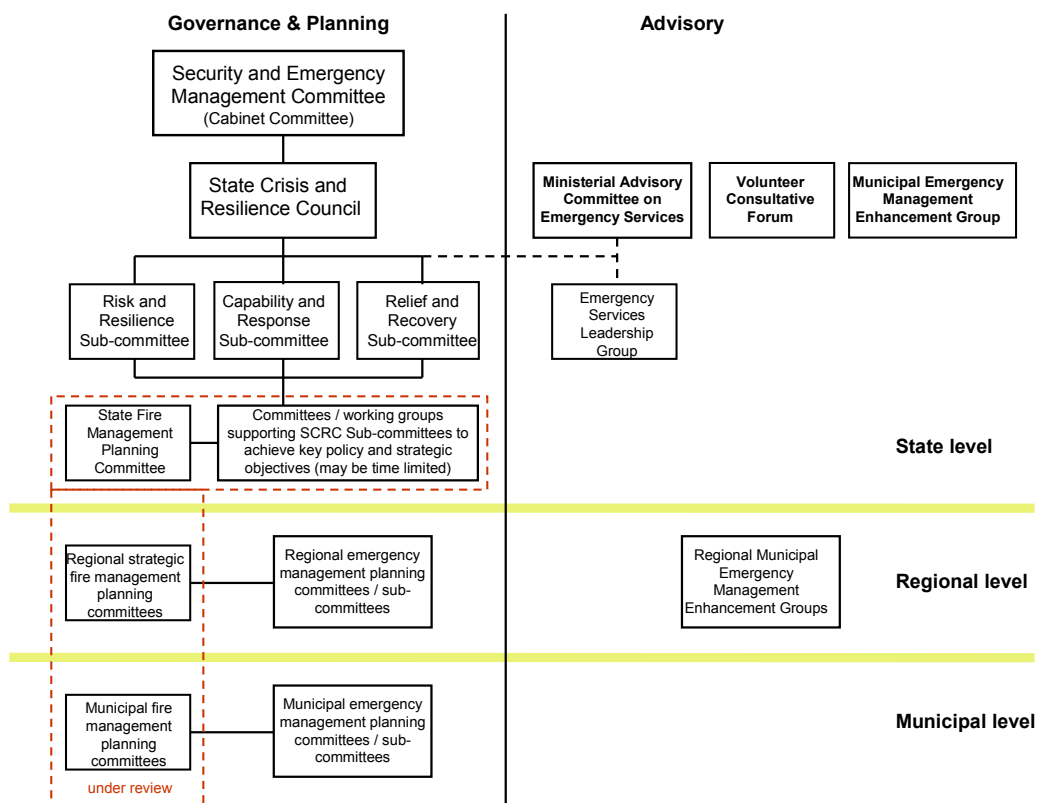 Governance & Planning
Advisory
Security and Emergency
Management Committee
(Cabinet Committee)
State Crisis and
Resilience Council
Ministerial Advisory
Committee on
Emergency Services
Volunteer
Consultative
Forum
Municipal Emergency
Management
Enhancement Group
Risk and
Resilience
Sub-committee
Capability and
Response
Sub-committee
Relief and
Recovery
Sub-committee
Emergency
Services
Leadership
Group
State Fire
Management
Planning
Committee
Committees / working groups
supporting SCRC Sub-committees to
achieve key policy and strategic
objectives (may be time limited)
State level
Regional strategic
fire management
planning
committees
Regional emergency
management planning
committees / sub-
committees
Regional Municipal
Emergency
Management
Enhancement Groups
Regional level
Municipal fire
management
planning
committees
Municipal emergency
management planning
committees / sub-
committees
Municipal level
under review